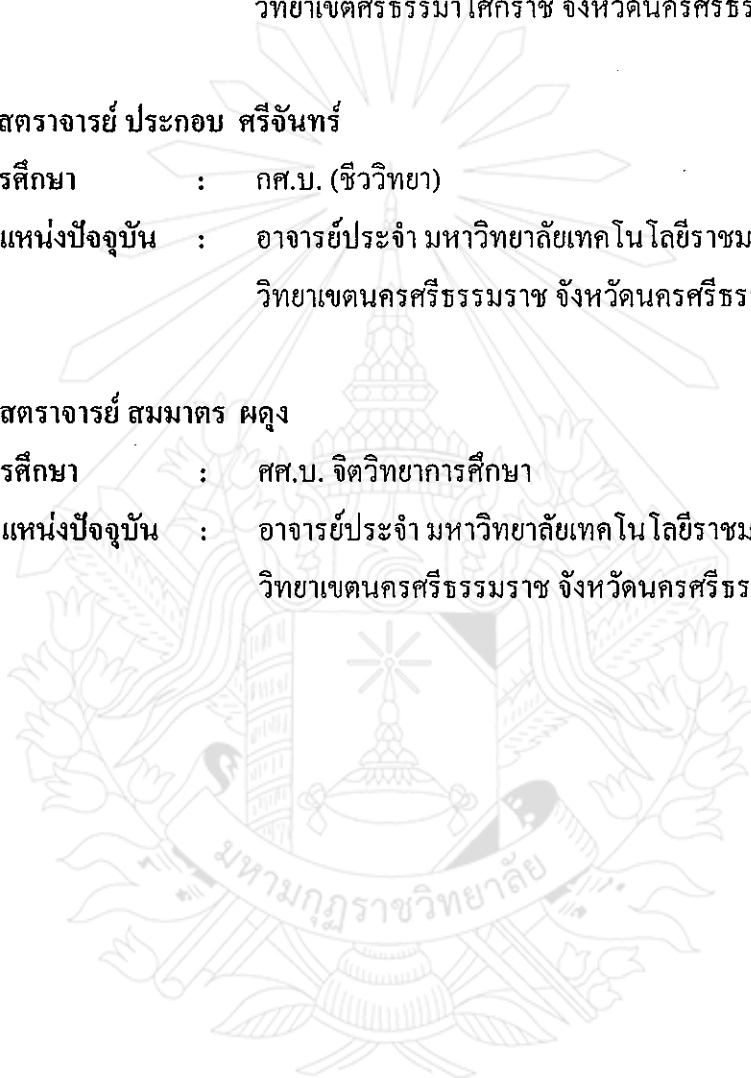 วิทยาเขตศรีธรรมาโศกราช จังหวัดนครศรีธร
สตราจารย์ ประกอบ ศรีจันทร์
รศึกษา : กศ.บ. (ชีววิทยา)
แหน่งปัจจุบัน : อาจารย์ประจำ มหาวิทยาลัยเทคโนโลยีราชม
วิทยาเขตนครศรีธรรมราช จังหวัดนครศรีธรร
สตราจารย์ สมมาตร ผดุง
รศึกษา : ศศ.บ. จิตวิทยาการศึกษา
แหน่งปัจจุบัน : อาจารย์ประจำ มหาวิทยาลัยเทคโนโลยีราชม
วิทยาเขตนครศรีธรรมราช จังหวัดนครศรีธร
มหามกุฏราชวิทยาลัย